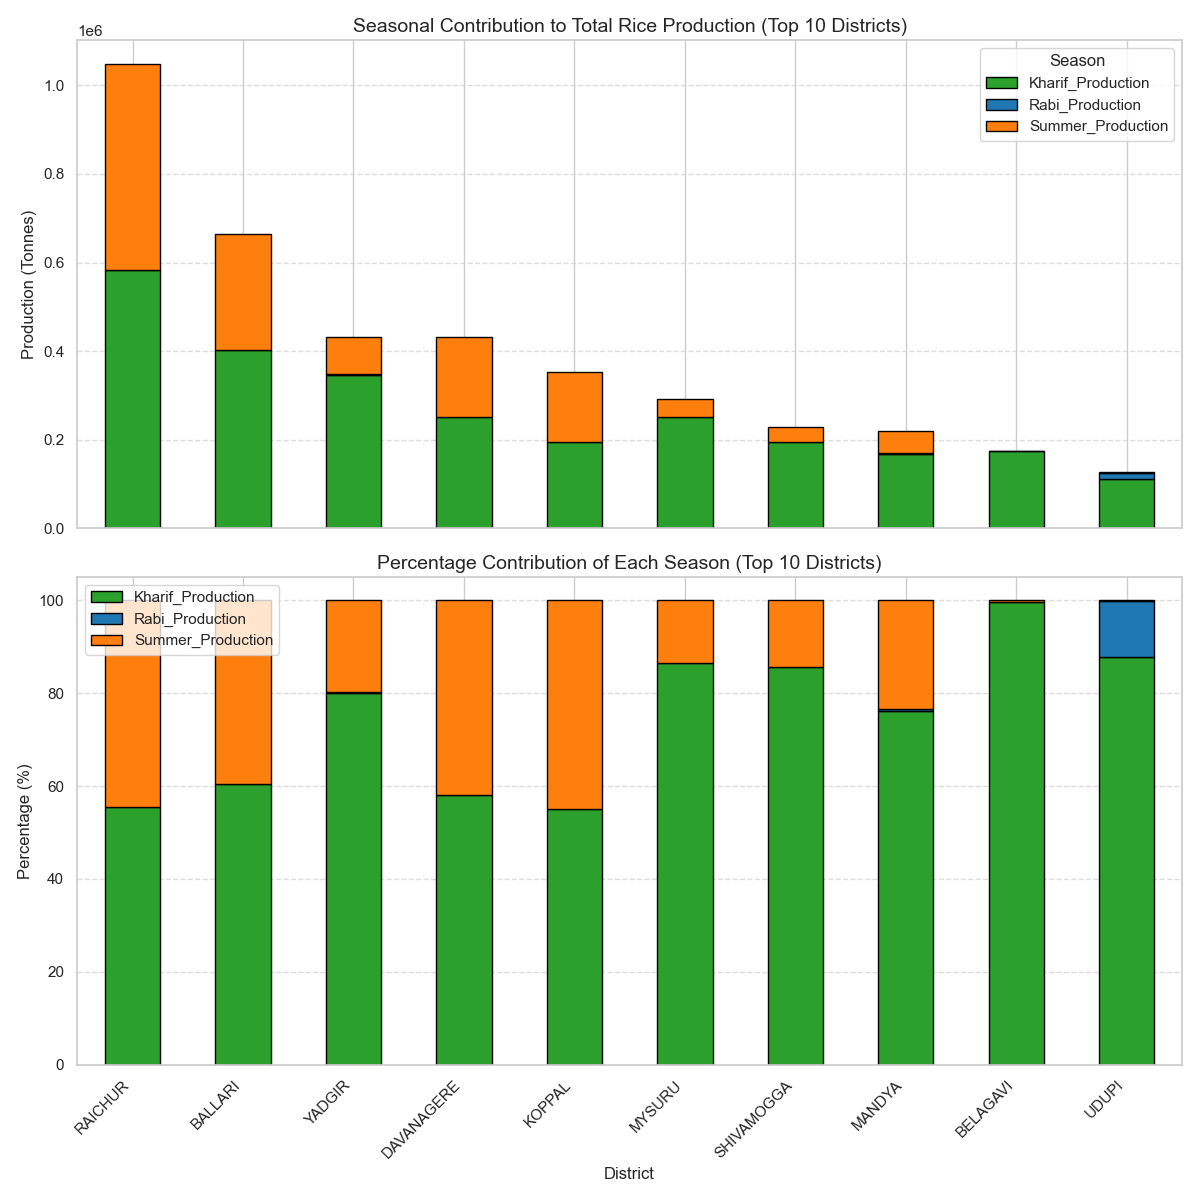 Seasonal Contribution to Total Rice Production (Top 10 Districts)
1e6
Season
Kharif_Production
Rabi_Production
Summer_Production
1.0
0.8
0.6
0.4
0.2
0.0
Production (Tonnes)
Percentage Contribution of Each Season (Top 10 Districts)
Kharif_Production
Rabi_Production
Summer_Production
100
80
60
40
20
0
Percentage (%)
RAICHUR
BALLARI
YADGIR
DAVANAGERE
KOPPAL
MYSURU
SHIVAMOGGA
MANDYA
BELAGAVI
UDUPI
District